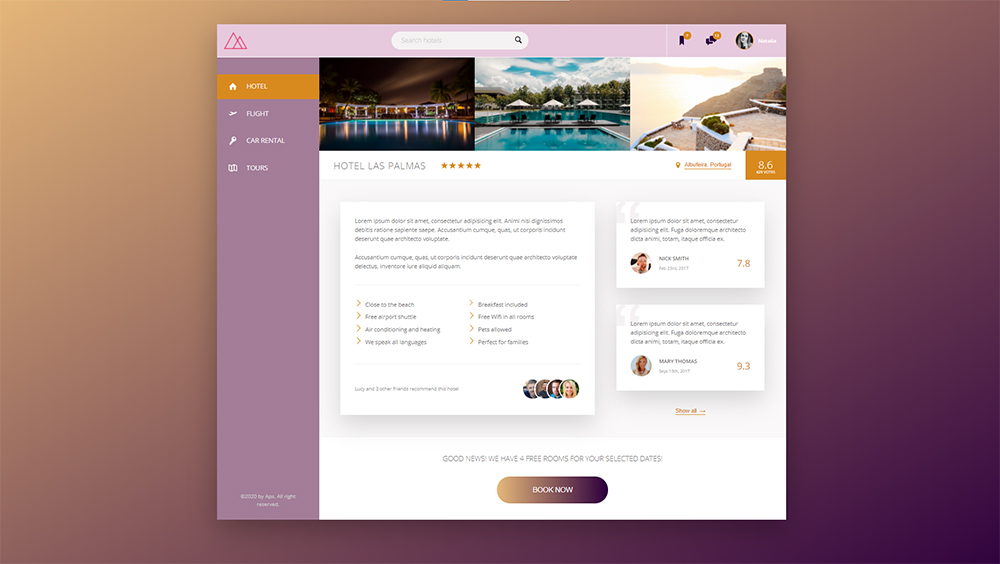 Search hotels
Natalia
HOTEL
FLIGHT
CAR RENTAL
TOURS
©2020 by Aps. All rights
reserved.
HOTEL LAS PALMAS
Albufeira, Portugal
8.6
429 VOTES
Lorem ipsum dolor sit amet, consectetur adipisicing elit. Animi nisi dignissimos
debitis ratione sapiente saepe. Accusantium cumque, quas, ut corporis incidunt
deserunt quae architecto voluptate.
Accusantium cumque, quas, ut corporis incidunt deserunt quae architecto voluptate
delectus, inventore iure aliquid aliquam.
Close to the beach
Free airport shuttle
Air conditioning and heating
We speak all languages
Breakfast included
Free Wifi in all rooms
Pets allowed
Perfect for families
Lucy and 3 other friends recommend this hotel
Lorem ipsum dolor sit amet, consectetur
adipisicing elit. Fuga doloremque architecto
dicta animi, totam, itaque officia ex.
NICK SMITH
Feb 23rd, 2017
7.8
Lorem ipsum dolor sit amet, consectetur
adipisicing elit. Fuga doloremque architecto
dicta animi, totam, itaque officia ex.
MARY THOMAS
Sept 13th, 2017
9.3
Show all →
GOOD NEWS! WE HAVE 4 FREE ROOMS FOR YOUR SELECTED DATES!
BOOK NOW